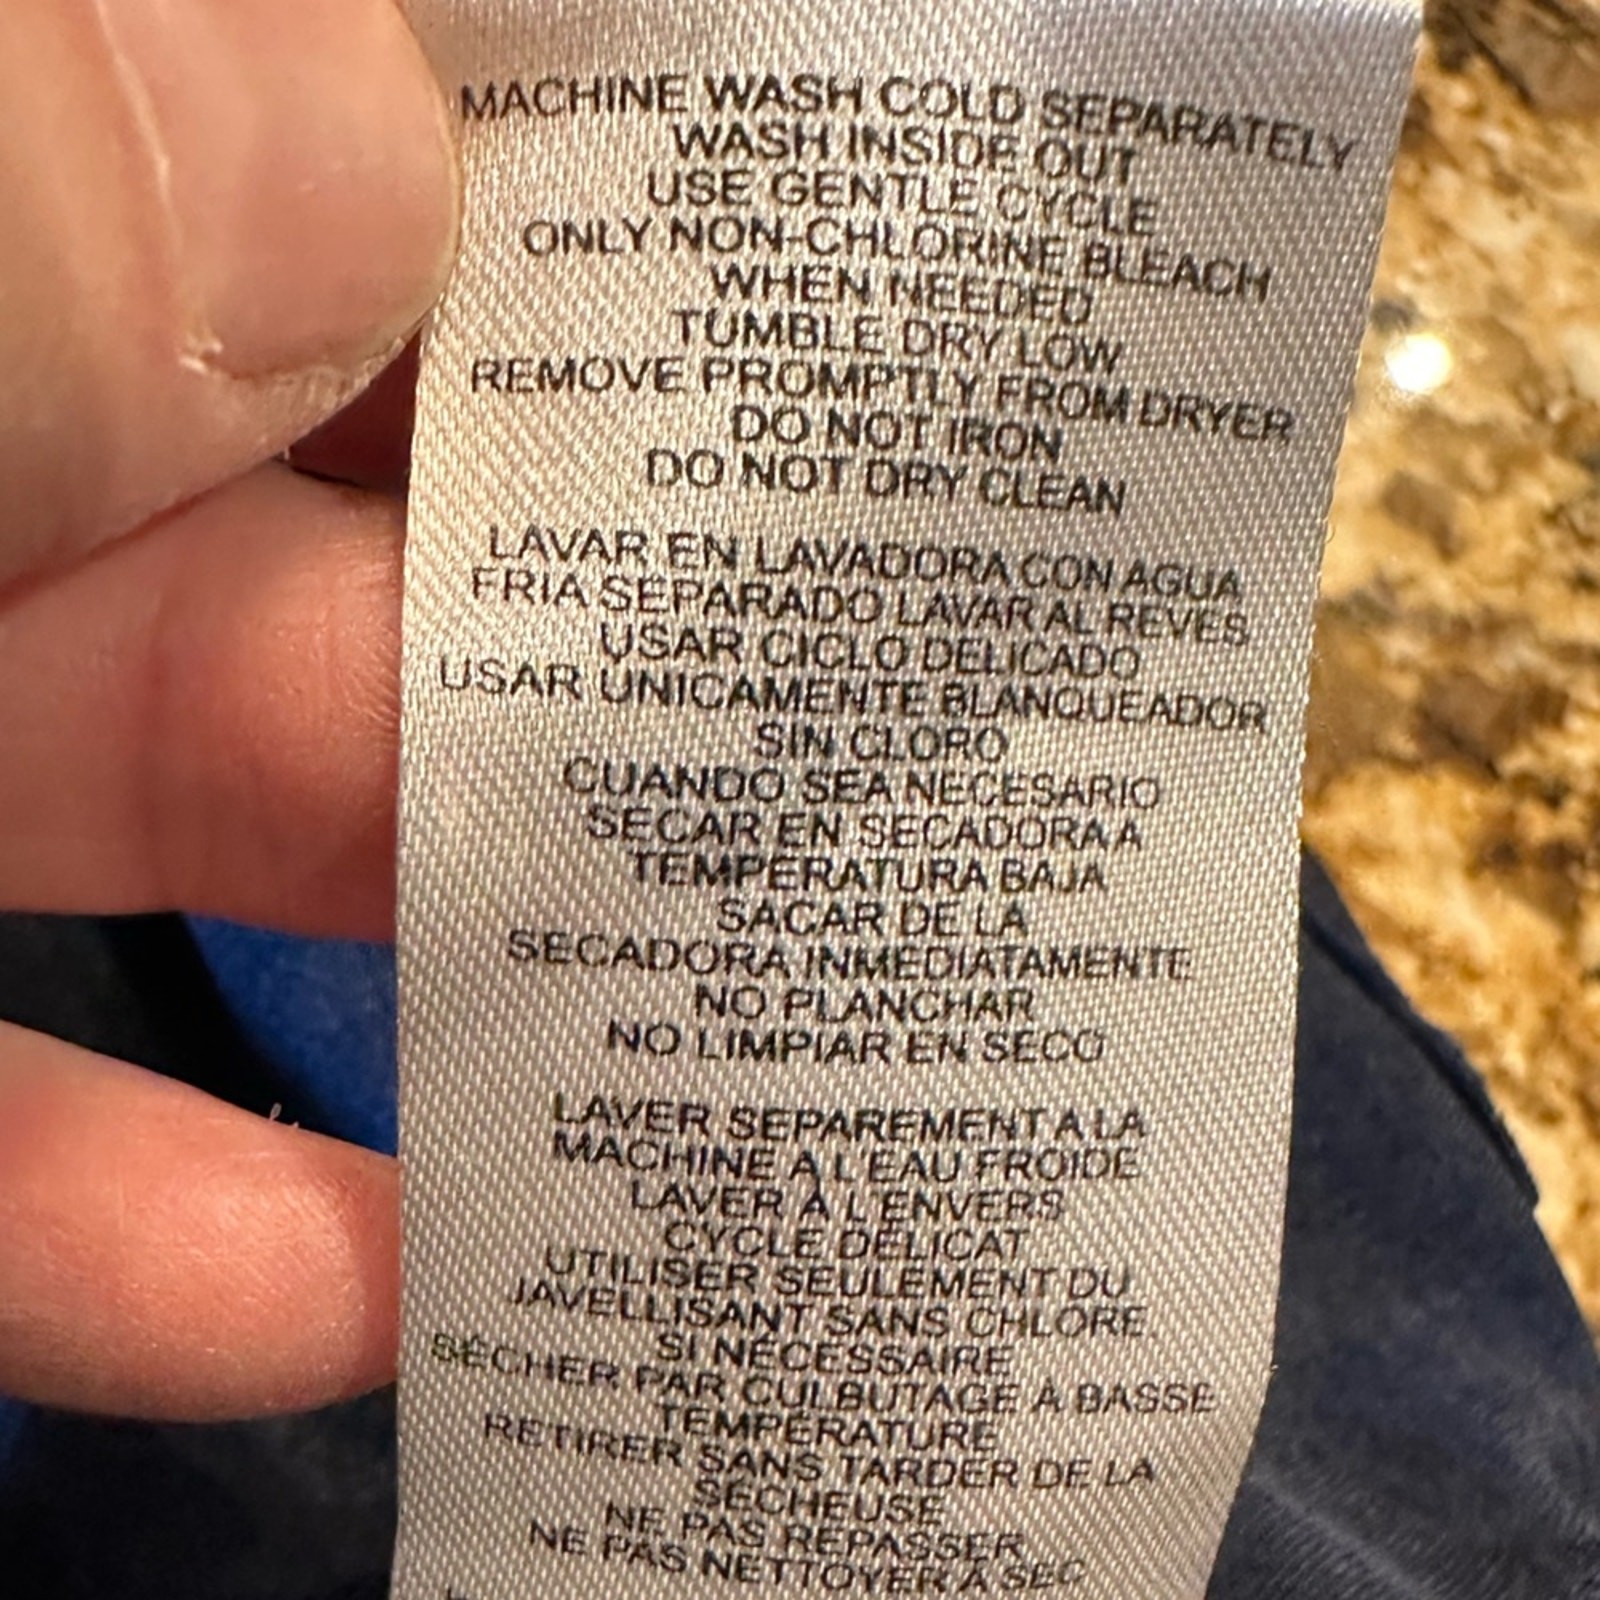 MACHINE WASH COLD SEPARATELY
WASH INSIDE OUT
USE GENTLE CYCLE
ONLY NON-CHLORINE BLEACH
WHEN NEEDED
TUMBLE DRY LOW
REMOVE PROMPTLY FROM DRYER
DO NOT IRON
DO NOT DRY CLEAN
LAVAR EN LAVADORA CON AGUA
FRIA SEPARADO LAVAR AL REVES
USAR CICLO DELICADO
USAR UNICAMENTE BLANQUEADOR
SIN CLORO
CUANDO SEA NECESARIO
SECAR EN SECADORA A
TEMPERATURA BAJA
SACAR DE LA
SECADORA INMEDIATAMENTE
NO PLANCHAR
NO LIMPIAR EN SECO
LAVER SEPAREMENT A LA
MACHINE A L'EAU FROIDE
LAVER À L'ENVERS
CYCLE DÉLICAT
UTILISER SEULEMENT DU
JAVELLISANT SANS CHLORE
SI NÉCESSAIRE
SÉCHER PAR CULBUTAGE À BASSE
TEMPÉRATURE
RETIRER SANS TARDER DE LA
SÉCHEUSE
NE PAS REPASSER
NE PAS NETTOYER À SEC